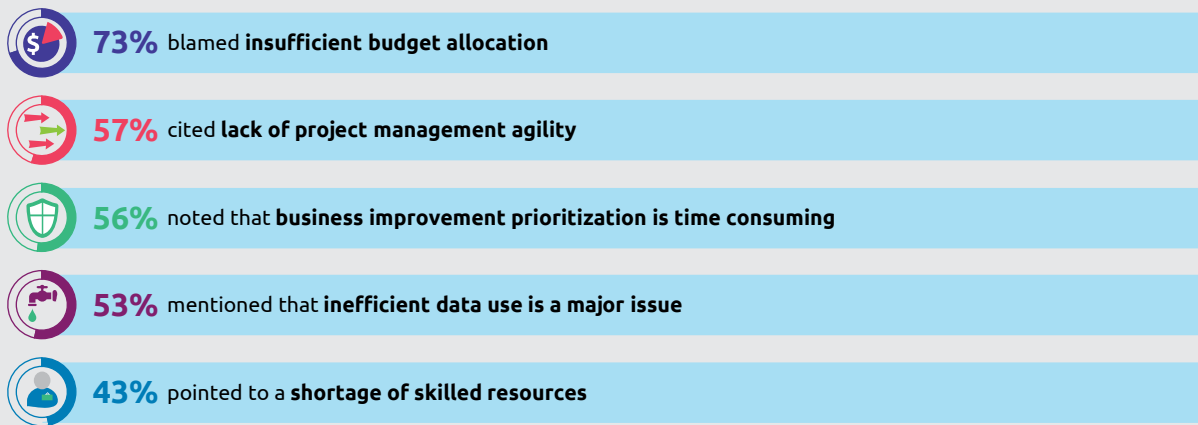 $
73% blamed insufficient budget allocation
57% cited lack of project management agility
56% noted that business improvement prioritization is time consuming
53% mentioned that inefficient data use is a major issue
43% pointed to a shortage of skilled resources